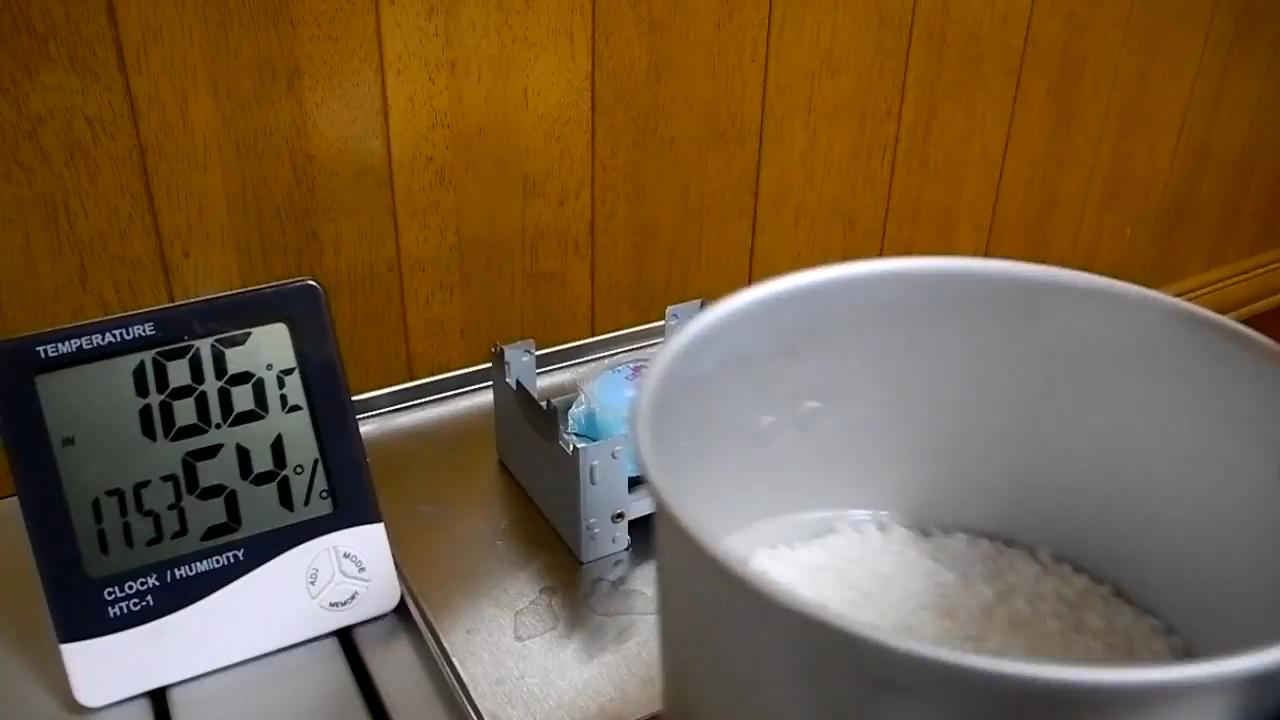 TEMPERATURE
18.6°C
IN
1753 54%
CLOCK / HUMIDITY
HTC-1
ADJ
MODE
MEMORY